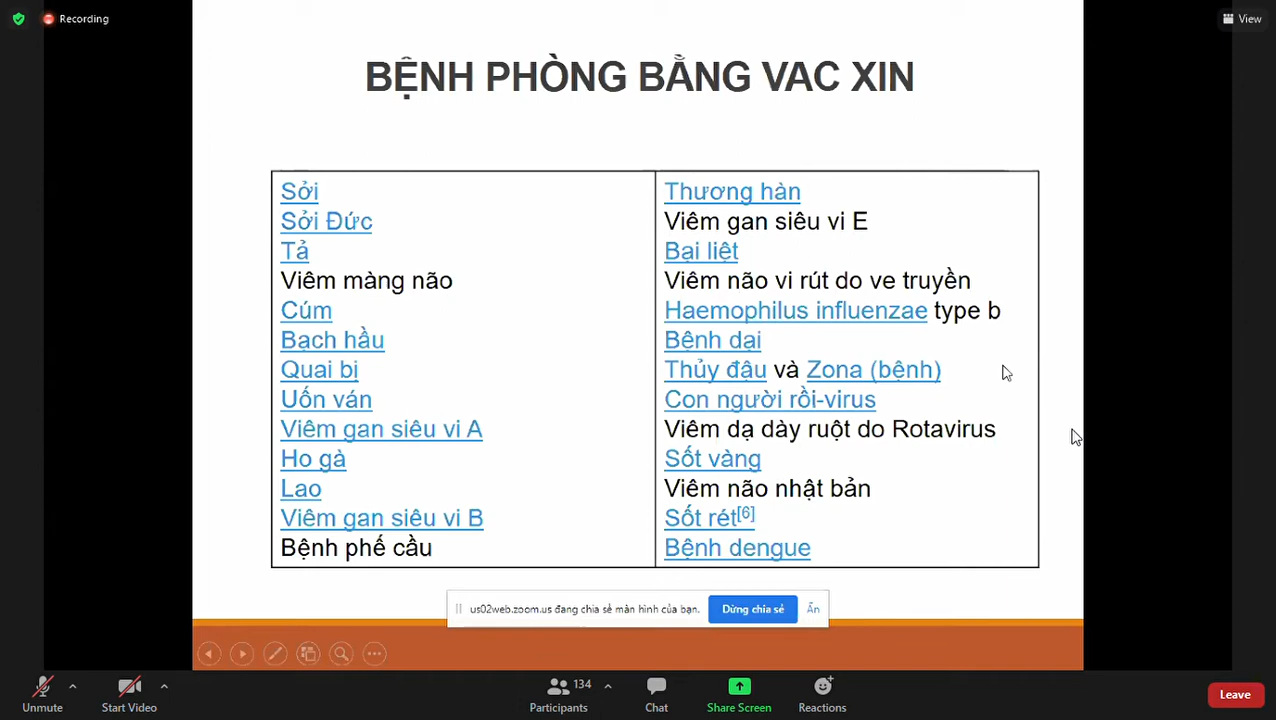 Recording
View
BỆNH PHÒNG BẰNG VAC XIN
Sởi
Sởi Đức
Tả
Viêm màng não
Cúm
Bạch hầu
Quai bị
Uốn ván
Viêm gan siêu vi A
Ho gà
Lao
Viêm gan siêu vi B
Bệnh phế cầu
Thương hàn
Viêm gan siêu vi E
Bại liệt
Viêm não vi rút do ve truyền
Haemophilus influenzae type b
Bệnh dại
Thủy đậu và Zona (bệnh)
Con người rồi-virus
Viêm dạ dày ruột do Rotavirus
Sốt vàng
Viêm não nhật bản
Sốt rét[6]
Bệnh dengue
us02web.zoom.us đang chia sẻ màn hình của bạn. Dừng chia sẻ Ẩn
Unmute
Start Video
134
Participants
Chat
Share Screen
Reactions
Leave